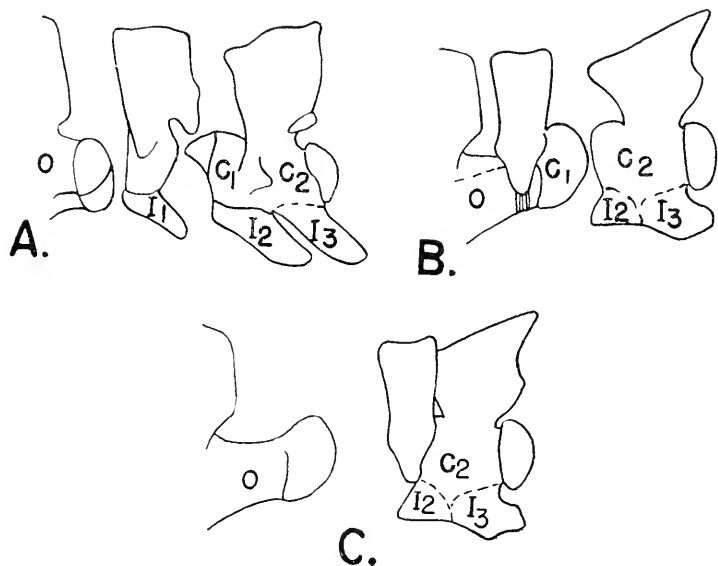 O I1 C1 C2 I2 I3
A.
O C1 C2 I2 I3
B.
O C2 I2 I3
C.